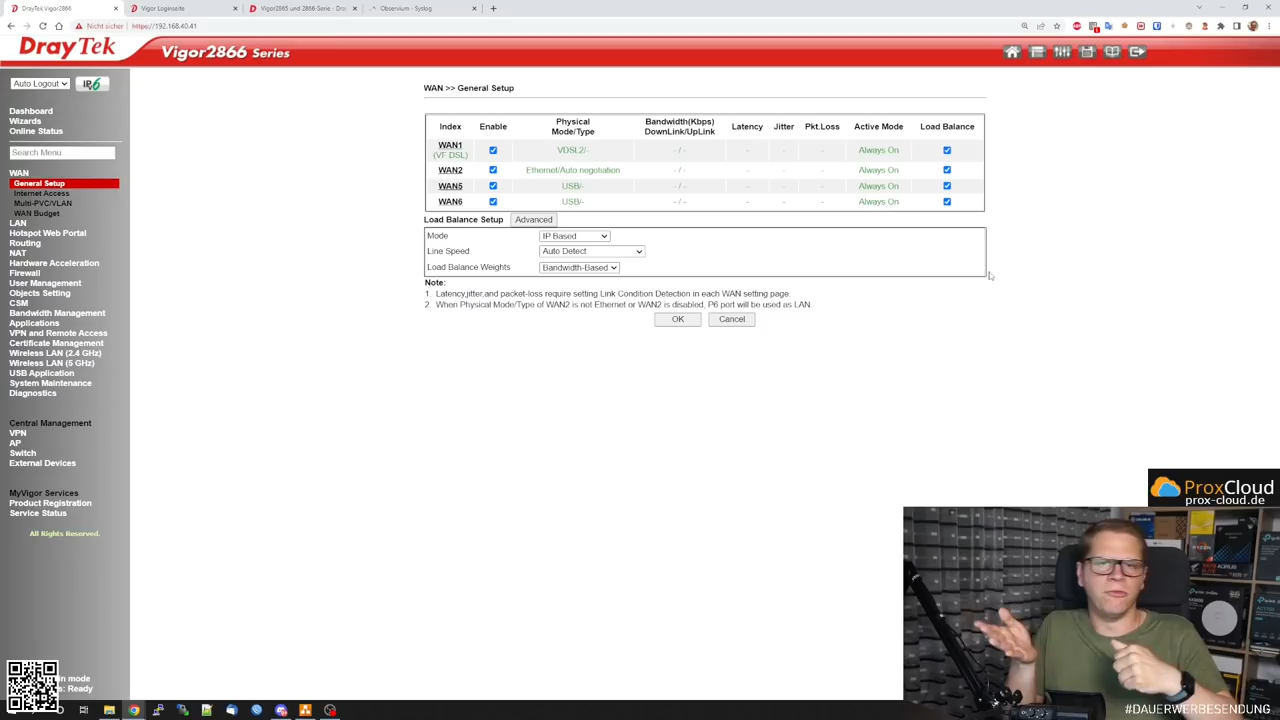 DrayTek Vigor2866
Vigor Loginseite
Vigor2865 und 2866-Serie - Dray
Observium - Syslog
Nicht sicher
https://192.168.40.41
DrayTek
Vigor2866 Series
Auto Logout
IPv6
Dashboard
Wizards
Online Status
Search Menu
WAN
General Setup
Internet Access
Multi-PVC/VLAN
WAN Budget
LAN
Hotspot Web Portal
Routing
NAT
Hardware Acceleration
Firewall
User Management
Objects Setting
CSM
Bandwidth Management
Applications
VPN and Remote Access
Certificate Management
Wireless LAN (2.4 GHz)
Wireless LAN (5 GHz)
USB Application
System Maintenance
Diagnostics
Central Management
VPN
AP
Switch
External Devices
MyVigor Services
Product Registration
Service Status
All Rights Reserved.
in mode
s: Ready
WAN >> General Setup
Index Enable Physical Mode/Type Bandwidth(Kbps) DownLink/UpLink Latency Jitter Pkt.Loss Active Mode Load Balance
WAN1 (VF DSL) VDSL2/- - / - - - - Always On
WAN2 Ethernet/Auto negotiation - / - - - - Always On
WAN5 USB/- - / - - - - Always On
WAN6 USB/- - / - - - - Always On
Load Balance Setup Advanced
Mode IP Based
Line Speed Auto Detect
Load Balance Weights Bandwidth-Based
Note:
1. Latency,jitter,and packet-loss require setting Link Condition Detection in each WAN setting page.
2. When Physical Mode/Type of WAN2 is not Ethernet or WAN2 is disabled, P6 port will be used as LAN.
OK Cancel
ProxCloud
prox-cloud.de
RYZEN
AORUS
tp-link
#DAUERWERBESENDUNG